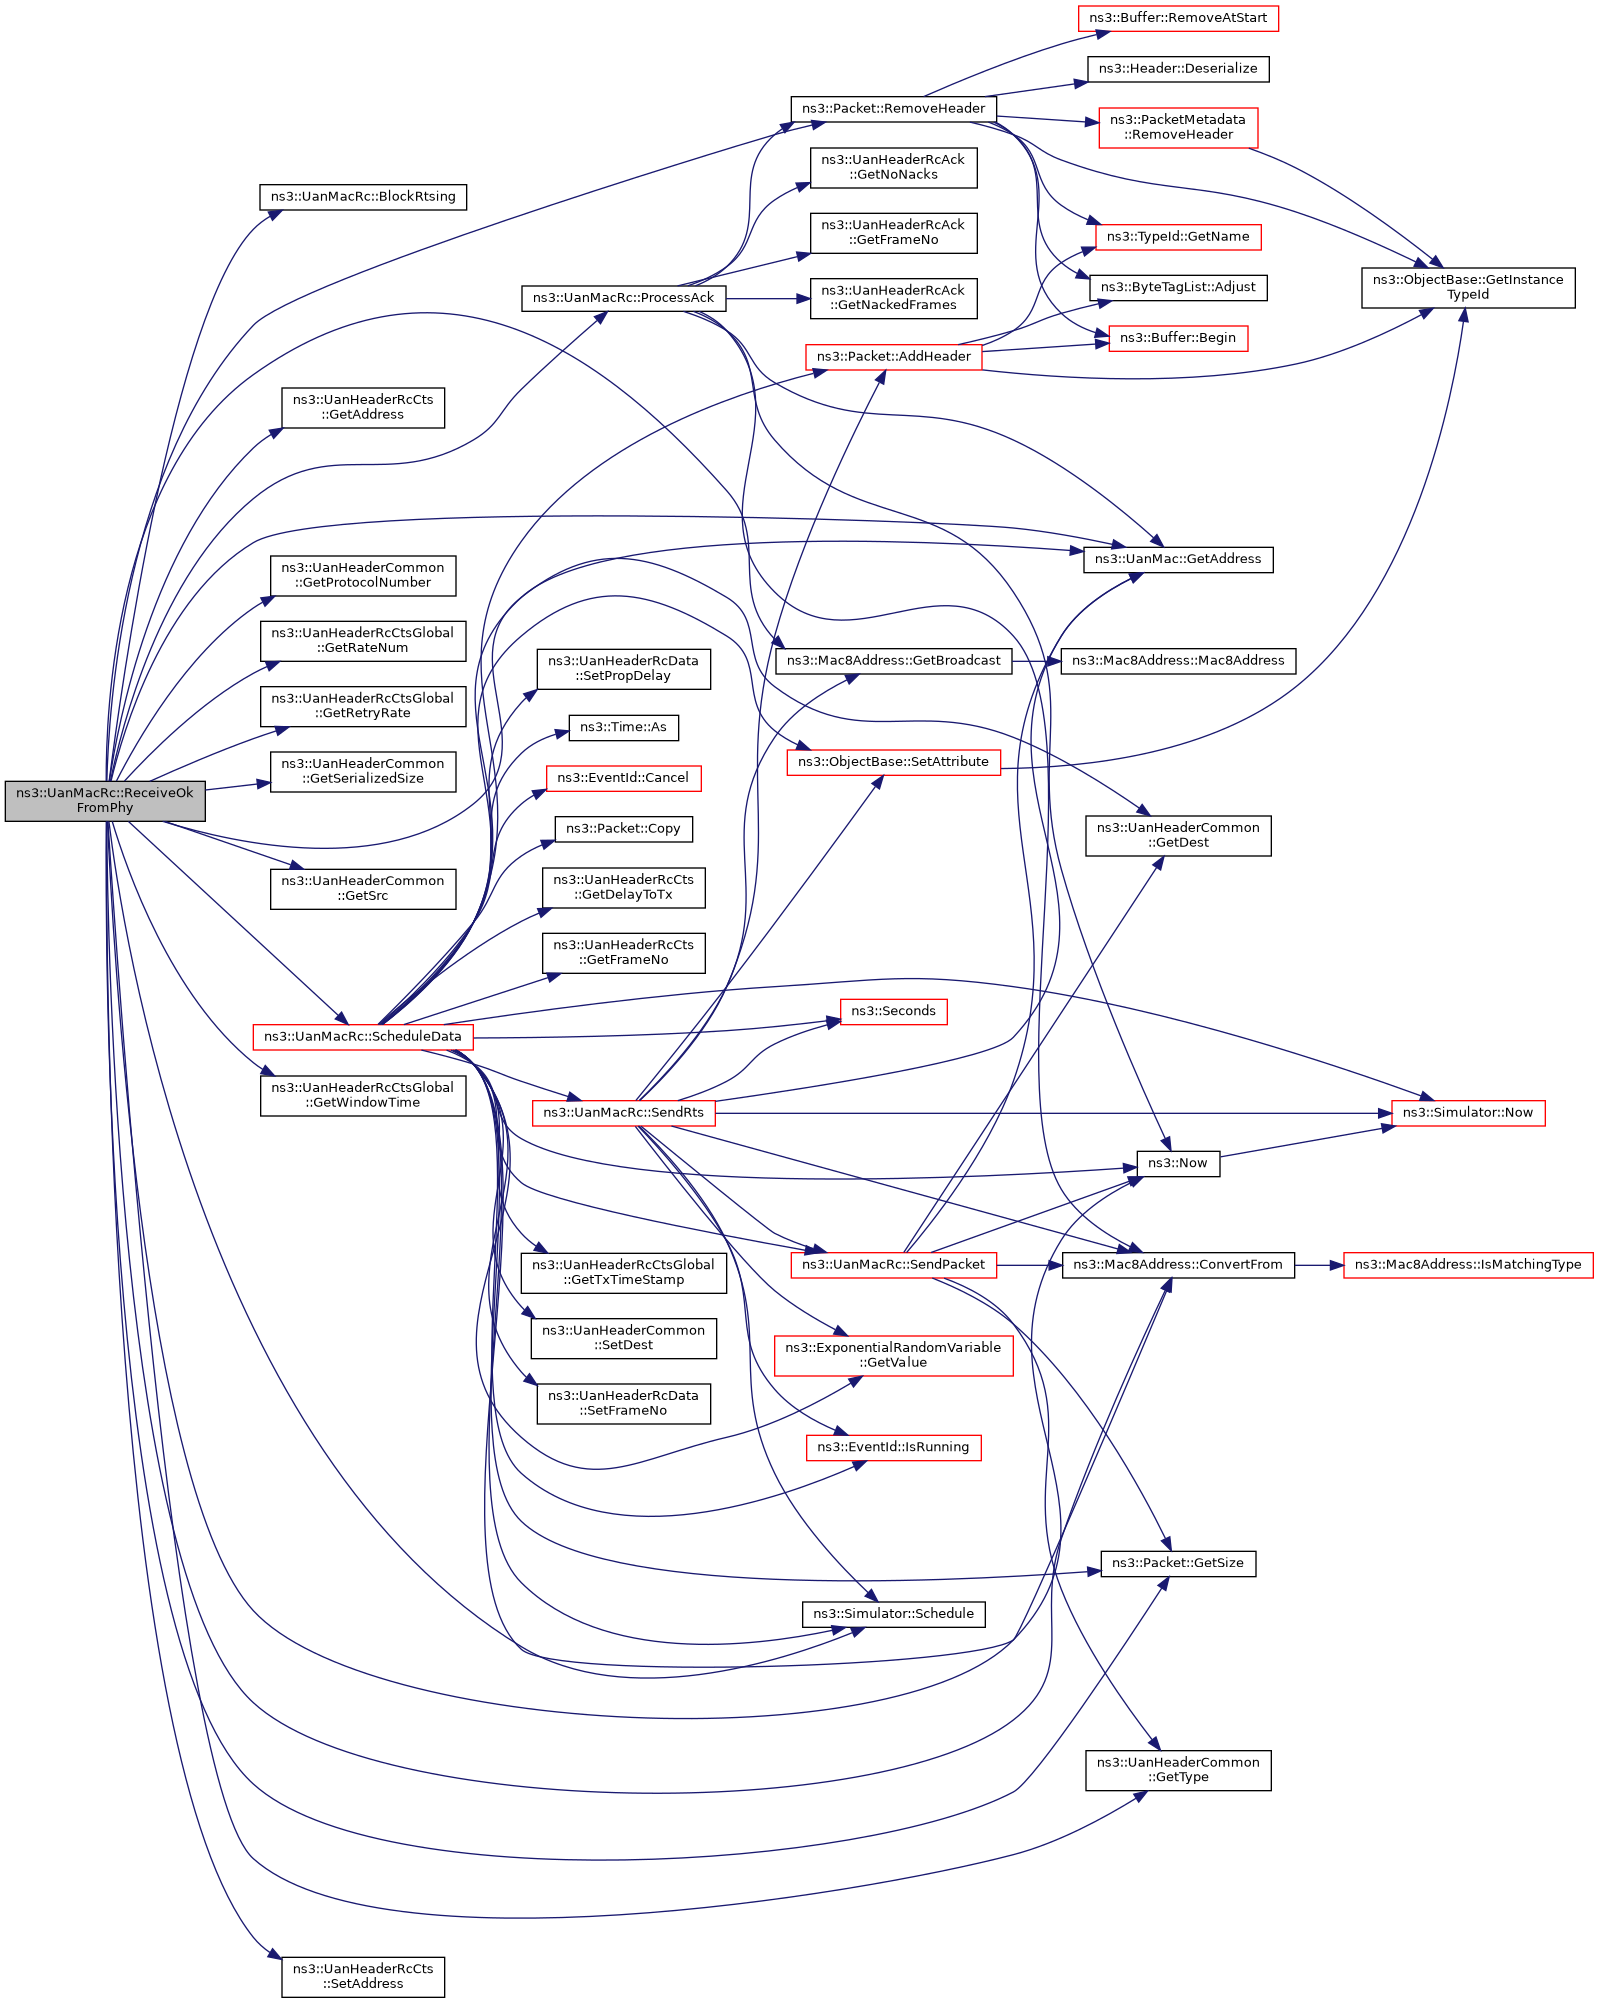 ns3::Buffer::RemoveAtStart
ns3::Header::Deserialize
ns3::Packet::RemoveHeader
ns3::PacketMetadata
::RemoveHeader
ns3::UanHeaderRcAck
::GetNoNacks
ns3::UanMacRc::BlockRtsing
ns3::UanHeaderRcAck
::GetFrameNo
ns3::TypeId::GetName
ns3::ObjectBase::GetInstance
TypeId
ns3::ByteTagList::Adjust
ns3::UanMacRc::ProcessAck
ns3::UanHeaderRcAck
::GetNackedFrames
ns3::Buffer::Begin
ns3::Packet::AddHeader
ns3::UanHeaderRcCts
::GetAddress
ns3::UanMac::GetAddress
ns3::UanHeaderCommon
::GetProtocolNumber
ns3::UanHeaderRcCtsGlobal
::GetRateNum
ns3::Mac8Address::GetBroadcast
ns3::Mac8Address::Mac8Address
ns3::UanHeaderRcData
::SetPropDelay
ns3::UanHeaderRcCtsGlobal
::GetRetryRate
ns3::Time::As
ns3::ObjectBase::SetAttribute
ns3::UanHeaderCommon
::GetSerializedSize
ns3::EventId::Cancel
ns3::UanMacRc::ReceiveOk
FromPhy
ns3::Packet::Copy
ns3::UanHeaderCommon
::GetDest
ns3::UanHeaderCommon
::GetSrc
ns3::UanHeaderRcCts
::GetDelayToTx
ns3::UanHeaderRcCts
::GetFrameNo
ns3::Seconds
ns3::UanMacRc::ScheduleData
ns3::UanHeaderRcCtsGlobal
::GetWindowTime
ns3::UanMacRc::SendRts
ns3::Simulator::Now
ns3::Now
ns3::UanHeaderRcCtsGlobal
::GetTxTimeStamp
ns3::UanMacRc::SendPacket
ns3::Mac8Address::ConvertFrom
ns3::Mac8Address::IsMatchingType
ns3::UanHeaderCommon
::SetDest
ns3::ExponentialRandomVariable
::GetValue
ns3::UanHeaderRcData
::SetFrameNo
ns3::EventId::IsRunning
ns3::Packet::GetSize
ns3::Simulator::Schedule
ns3::UanHeaderCommon
::GetType
ns3::UanHeaderRcCts
::SetAddress